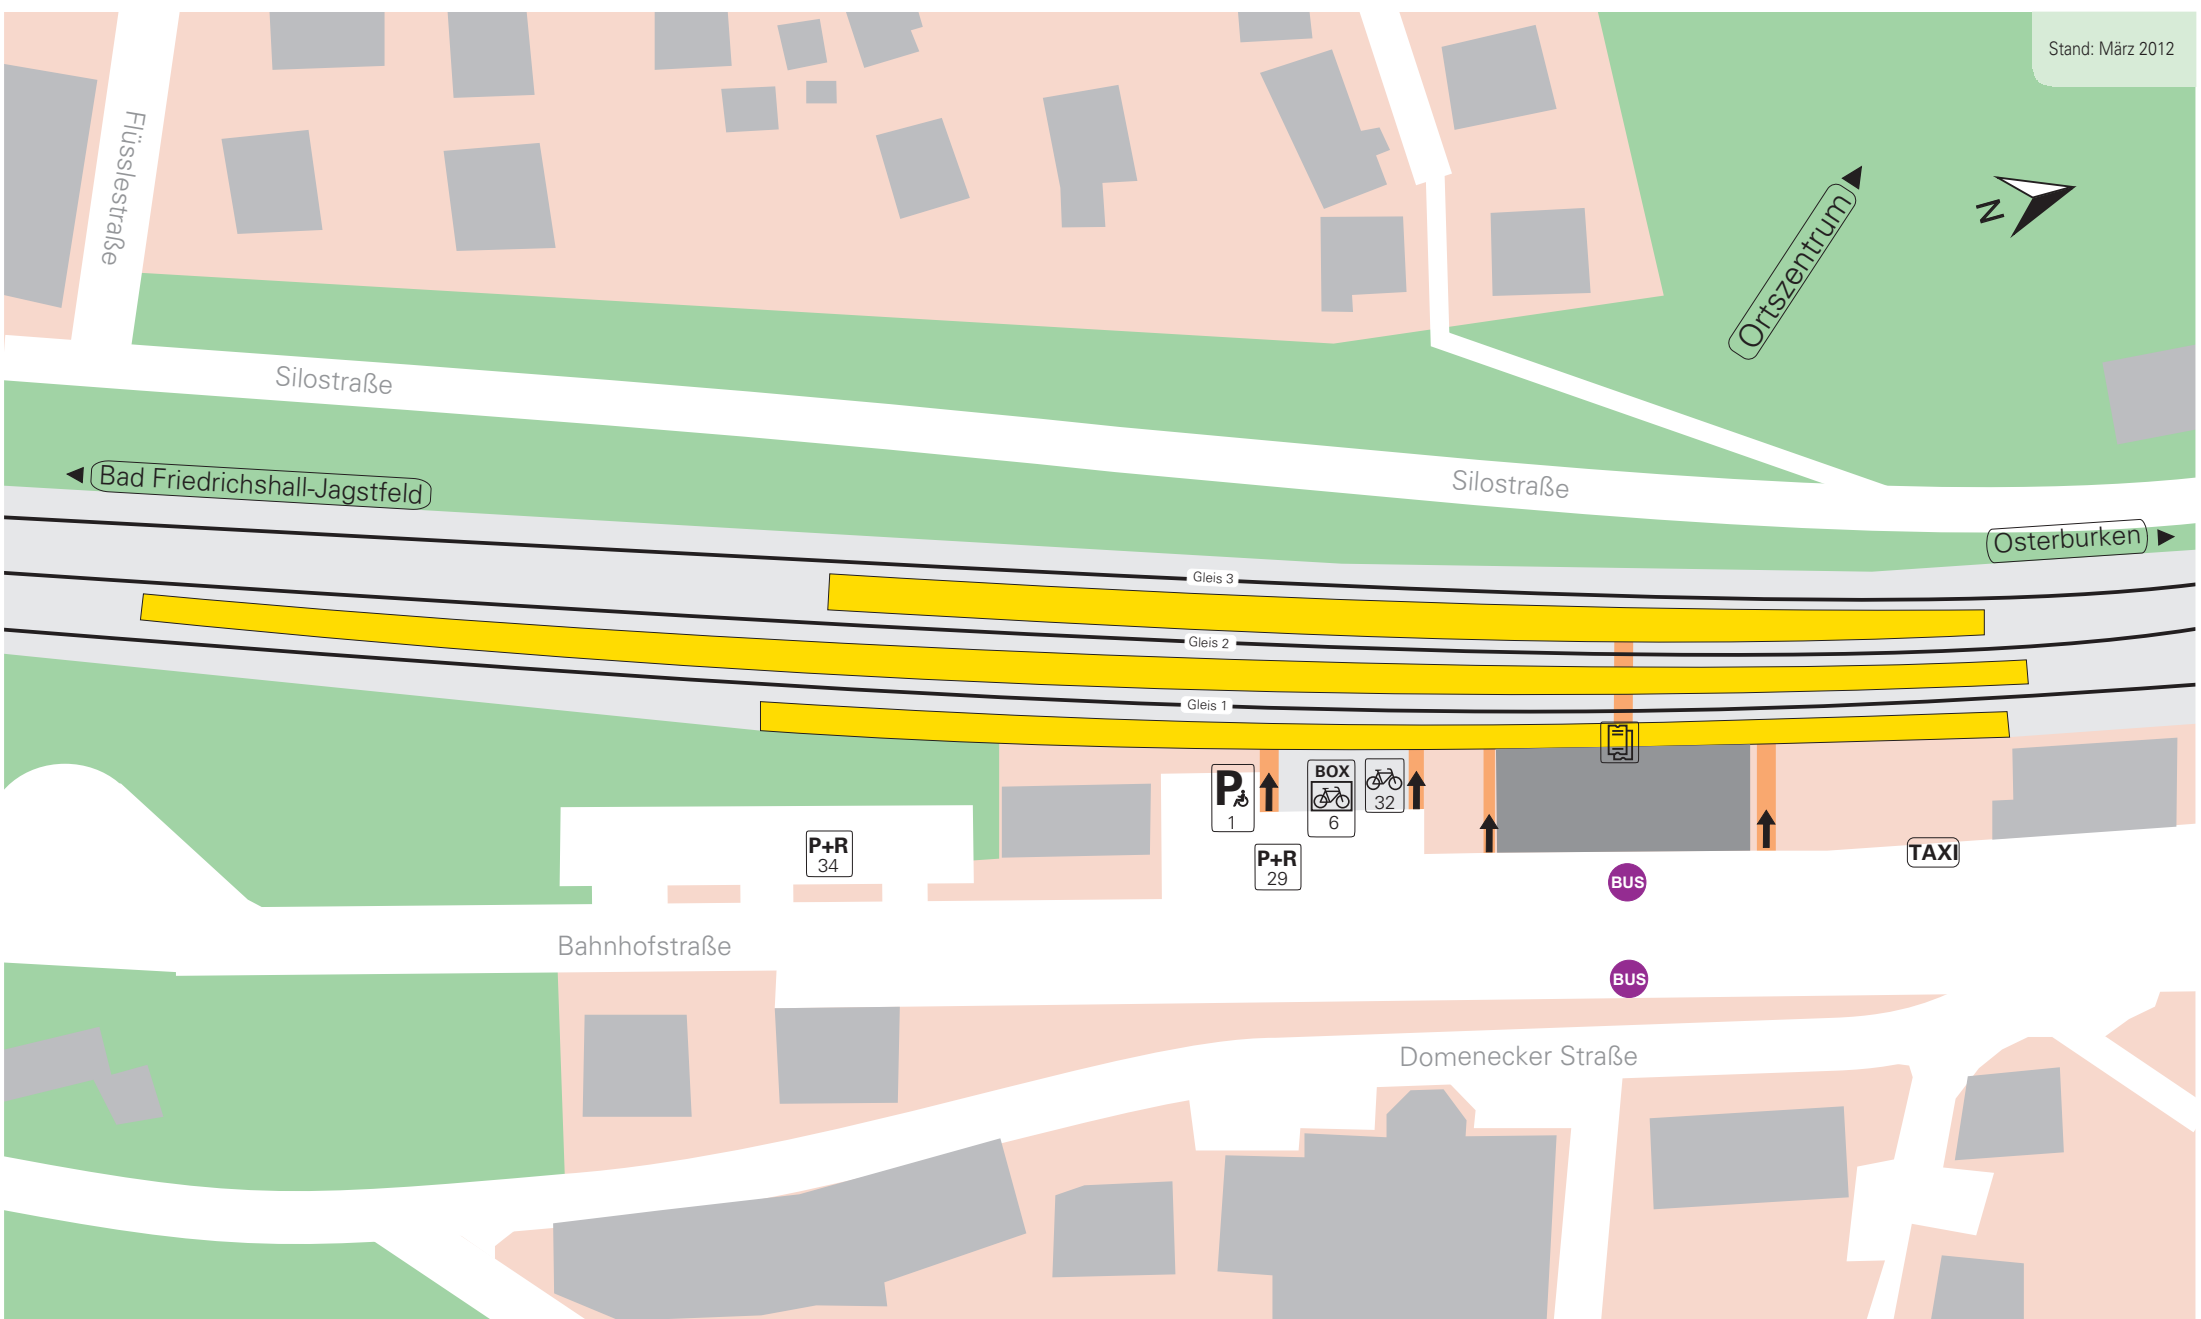 Stand: März 2012
Flüsslestraße
N
Ortszentrum
Silostraße
Bad Friedrichshall-Jagstfeld
Silostraße
Osterburken
Gleis 3
Gleis 2
Gleis 1
P
1
BOX
6
32
P+R
34
P+R
29
TAXI
BUS
Bahnhofstraße
BUS
Domenecker Straße